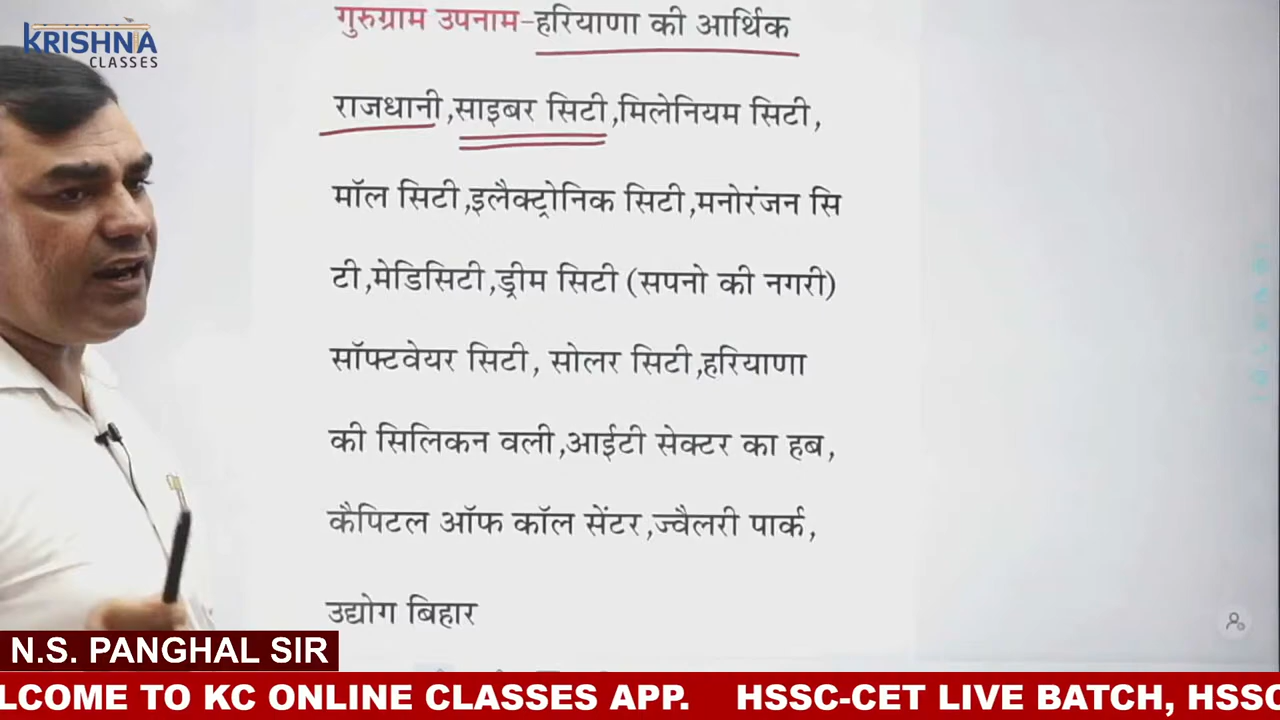 KRISHNA
CLASSES
गुरुग्राम उपनाम-हरियाणा की आर्थिक
राजधानी,साइबर सिटी,मिलेनियम सिटी,
मॉल सिटी,इलैक्ट्रोनिक सिटी,मनोरंजन सि
टी,मेडिसिटी,ड्रीम सिटी (सपनो की नगरी)
सॉफ्टवेयर सिटी, सोलर सिटी,हरियाणा
की सिलिकन वली,आईटी सेक्टर का हब,
कैपिटल ऑफ कॉल सेंटर,ज्वैलरी पार्क,
उद्योग बिहार
N.S. PANGHAL SIR
LCOME TO KC ONLINE CLASSES APP. HSSC-CET LIVE BATCH, HSSC